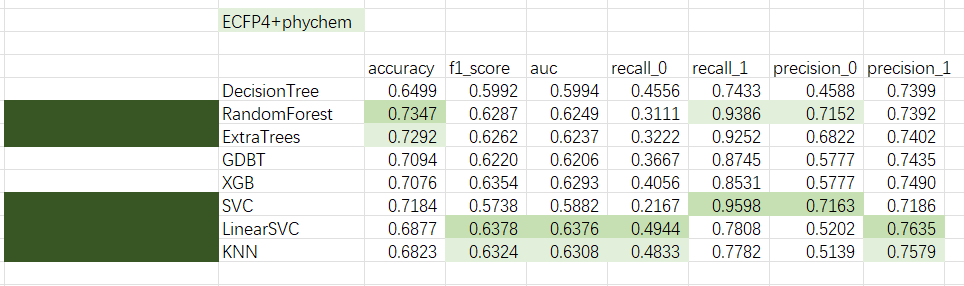 ECFP4+phychem
accuracy f1_score auc recall_0 recall_1 precision_0 precision_1
DecisionTree 0.6499 0.5992 0.5994 0.4556 0.7433 0.4588 0.7399
RandomForest 0.7347 0.6287 0.6249 0.3111 0.9386 0.7152 0.7392
ExtraTrees 0.7292 0.6262 0.6237 0.3222 0.9252 0.6822 0.7402
GDBT 0.7094 0.6220 0.6206 0.3667 0.8745 0.5777 0.7435
XGB 0.7076 0.6354 0.6293 0.4056 0.8531 0.5777 0.7490
SVC 0.7184 0.5738 0.5882 0.2167 0.9598 0.7163 0.7186
LinearSVC 0.6877 0.6378 0.6376 0.4944 0.7808 0.5202 0.7635
KNN 0.6823 0.6324 0.6308 0.4833 0.7782 0.5139 0.7579